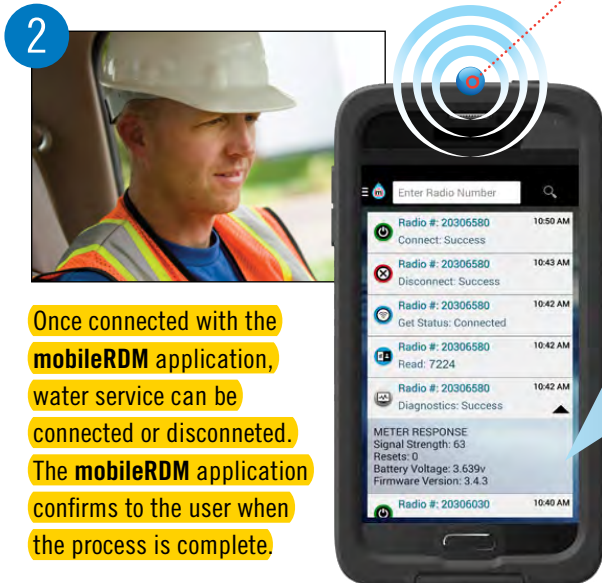 2
Once connected with the
mobileRDM application,
water service can be
connected or disconneted.
The mobileRDM application
confirms to the user when
the process is complete.
m Enter Radio Number
Radio #: 20306580 10:50 AM
Connect: Success
Radio #: 20306580 10:43 AM
Disconnect: Success
Radio #: 20306580 10:42 AM
Get Status: Connected
Radio #: 20306580 10:42 AM
Read: 7224
Radio #: 20306580 10:42 AM
Diagnostics: Success
METER RESPONSE
Signal Strength: 63
Resets: 0
Battery Voltage: 3.639v
Firmware Version: 3.4.3
Radio #: 20306030 10:40 AM